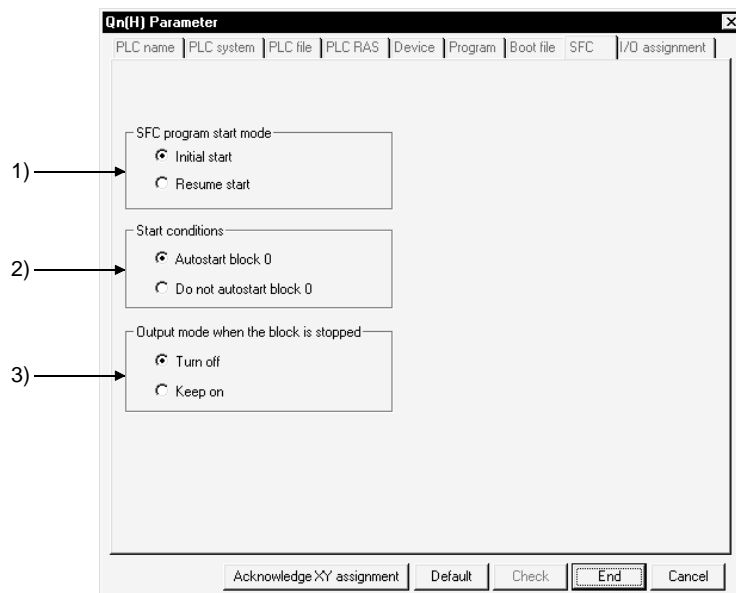 Qn(H) Parameter
PLC name PLC system PLC file PLC RAS Device Program Boot file SFC I/O assignment
SFC program start mode
1)
Initial start
Resume start
Start conditions
2)
Autostart block 0
Do not autostart block 0
Output mode when the block is stopped
3)
Turn off
Keep on
Acknowledge XY assignment Default Check End Cancel